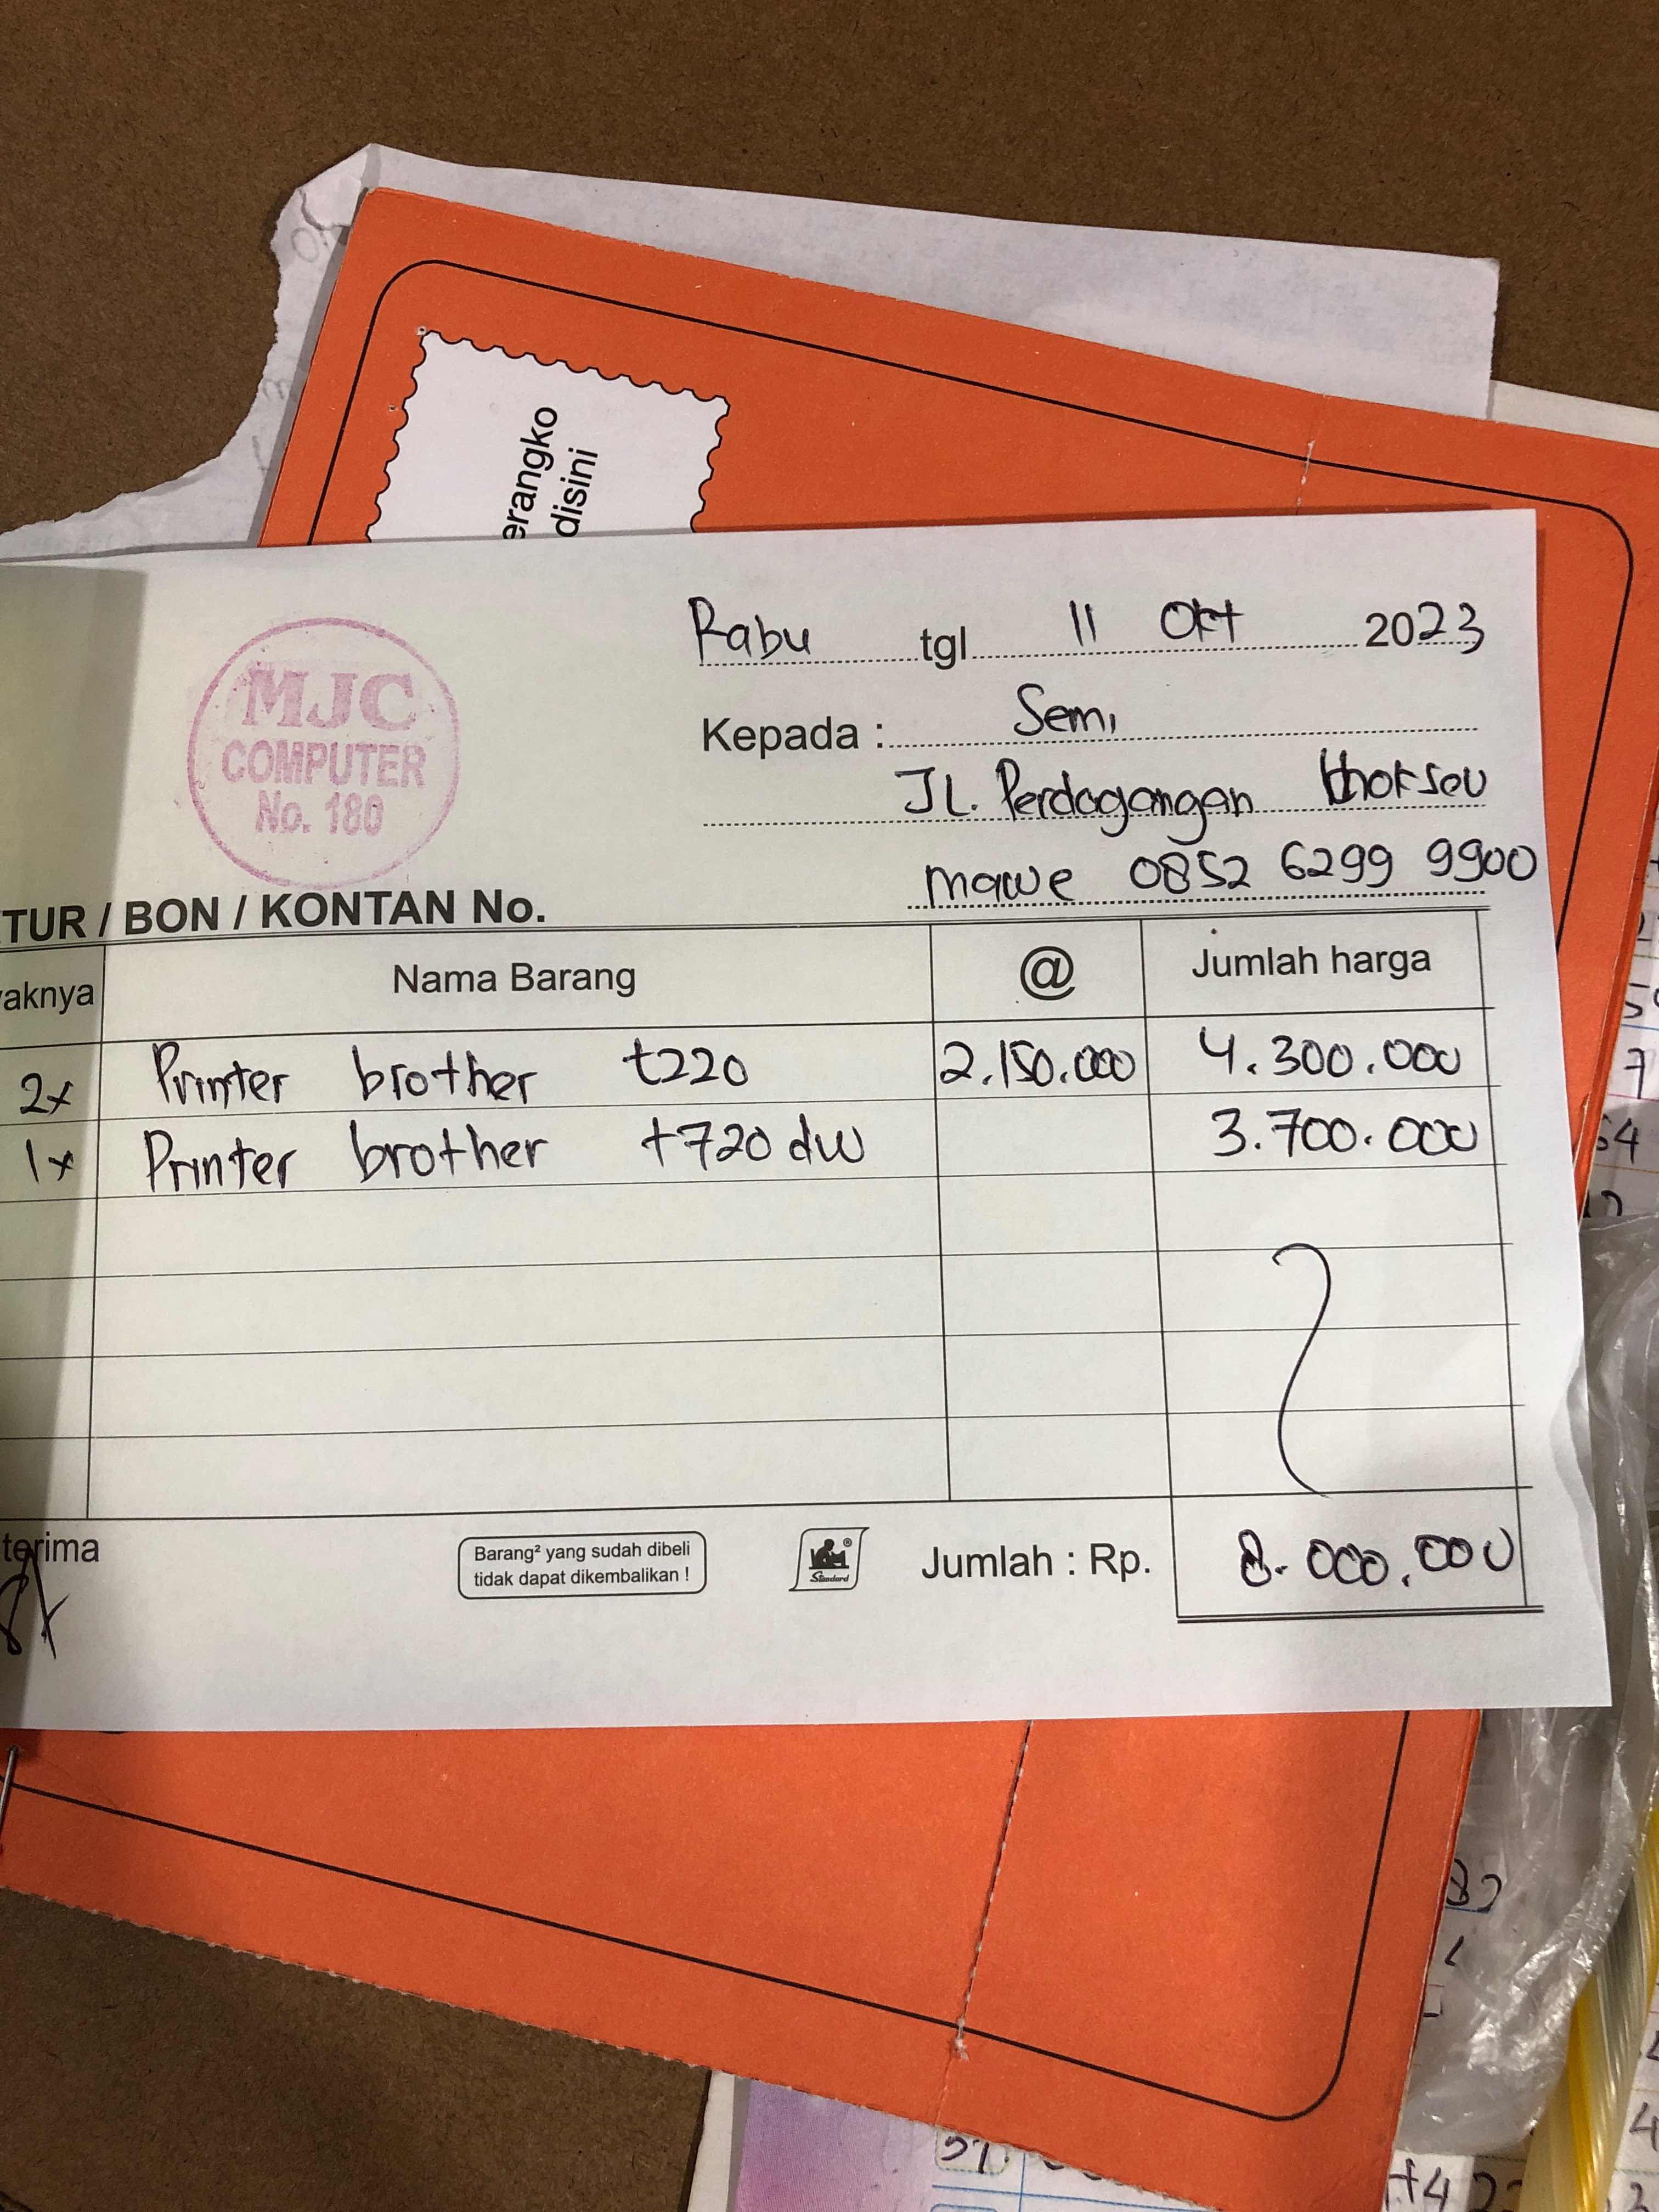 erangko
disini
Rabu tgl 11 Okt 2023
MJC
COMPUTER
No. 180
Kepada : Semi
JL. Perdagangan
mawe 0852 6299 9900
TUR / BON / KONTAN No.
yaknya Nama Barang @ Jumlah harga
2x Printer brother t220 2.150.000 4.300.000
1x Printer brother t720 dw 3.700.000
terima
Barang² yang sudah dibeli
tidak dapat dikembalikan !
Standard
Jumlah : Rp. 8.000.000